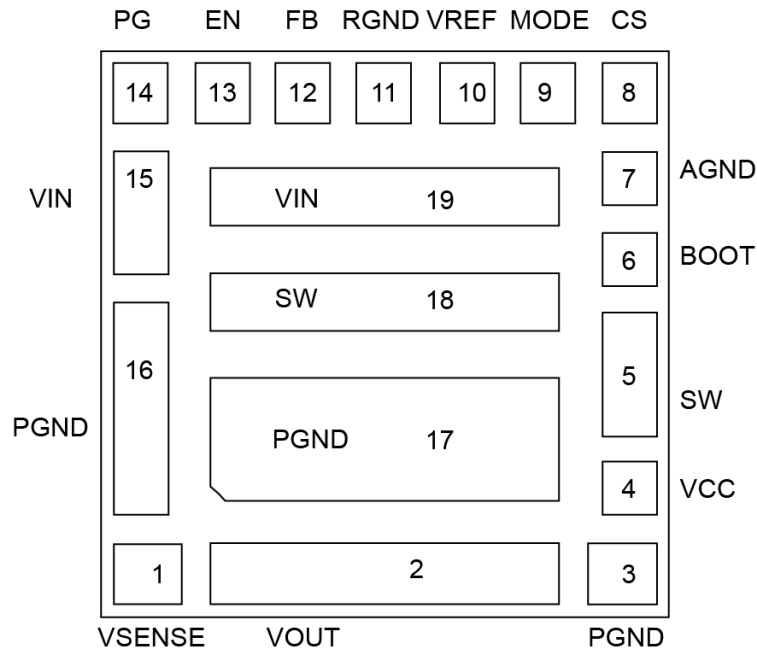 PG EN FB RGND VREF MODE CS
14 13 12 11 10 9 8
15 7 AGND
VIN VIN 19
6 BOOT
SW 18
16 5
SW
PGND PGND 17
4 VCC
1 2 3
VSENSE VOUT PGND